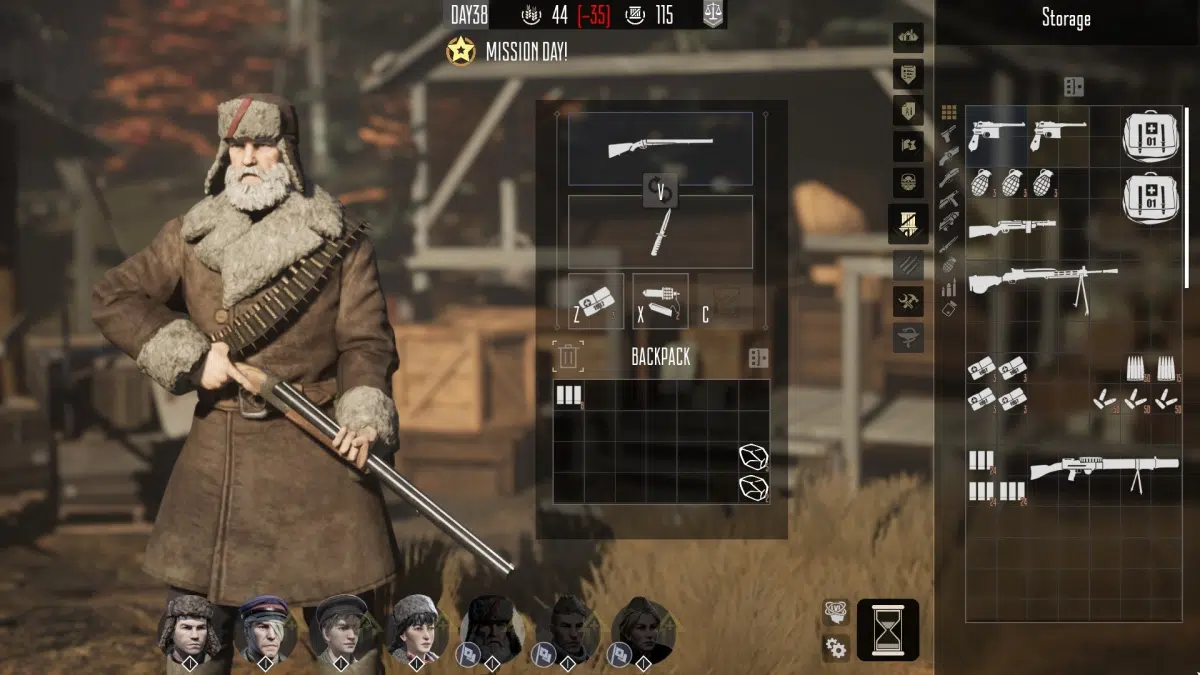 DAY38 44 [-35] 115
Storage
MISSION DAY!
01
01
V
Z X C
BACKPACK